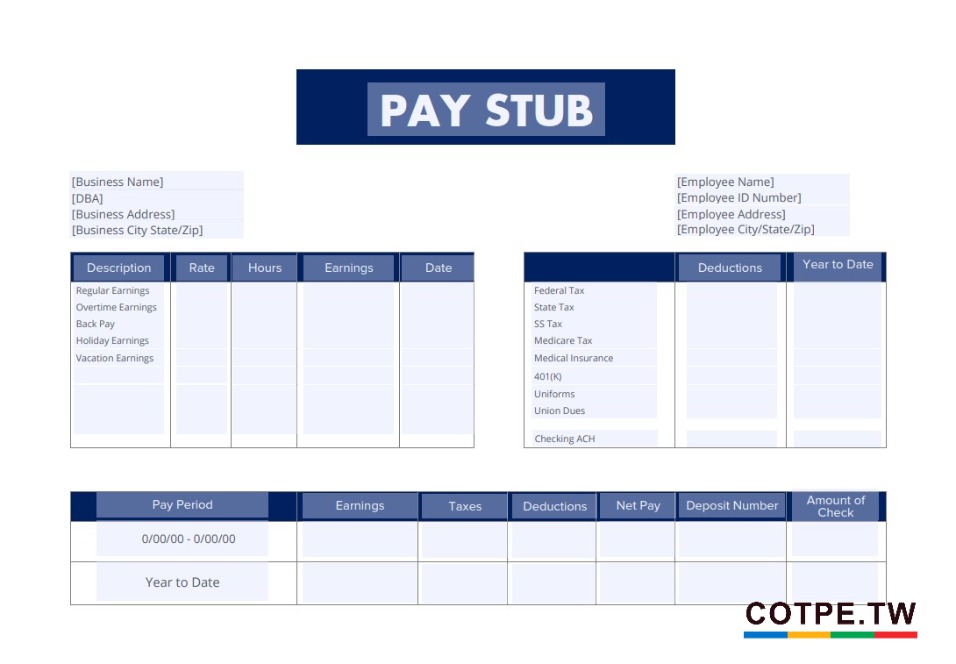 PAY STUB
[Business Name]
[DBA]
[Business Address]
[Business City State/Zip]
[Employee Name]
[Employee ID Number]
[Employee Address]
[Employee City/State/Zip]
Description Rate Hours Earnings Date
Regular Earnings
Overtime Earnings
Back Pay
Holiday Earnings
Vacation Earnings
Deductions Year to Date
Federal Tax
State Tax
SS Tax
Medicare Tax
Medical Insurance
401(K)
Uniforms
Union Dues
Checking ACH
Pay Period Earnings Taxes Deductions Net Pay Deposit Number Amount of
Check
0/00/00 - 0/00/00
Year to Date
COTPE.TW